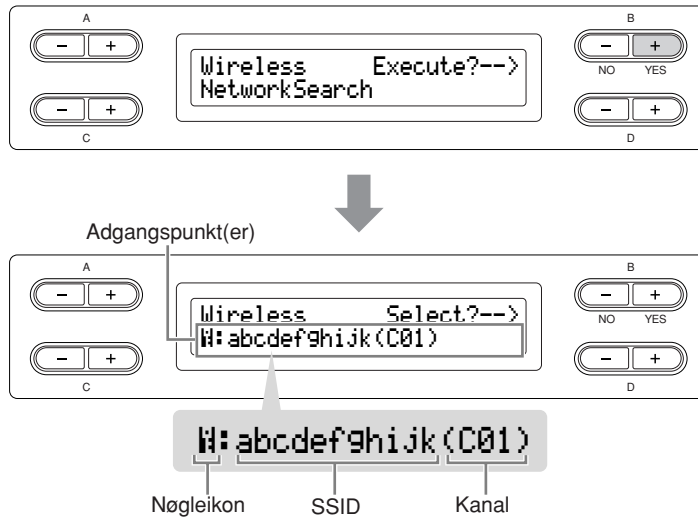 A
B
- +
- +
NO YES
Wireless Execute?-->
NetworkSearch
- +
- +
C
D
Adgangspunkt(er)
A
B
- +
- +
NO YES
Wireless Select?-->
:abcdefghijk(C01)
- +
- +
C
D
:abcdefghijk(C01)
Nøgleikon SSID Kanal